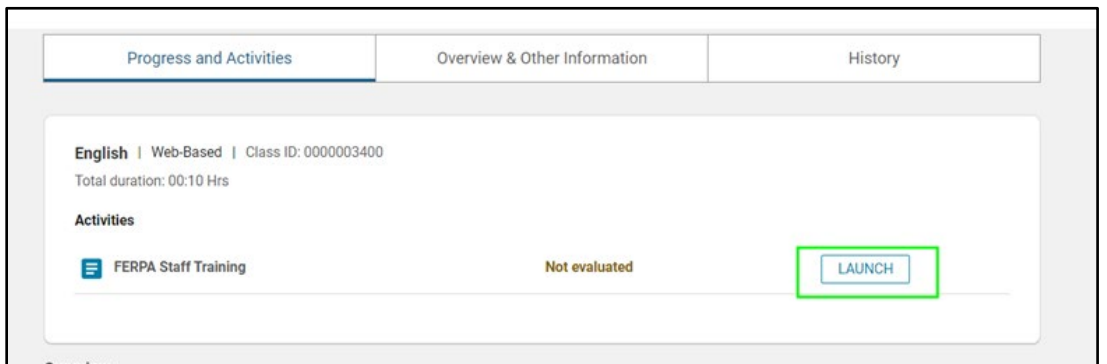 Progress and Activities Overview & Other Information History
English | Web-Based | Class ID: 0000003400
Total duration: 00:10 Hrs
Activities
FERPA Staff Training Not evaluated LAUNCH